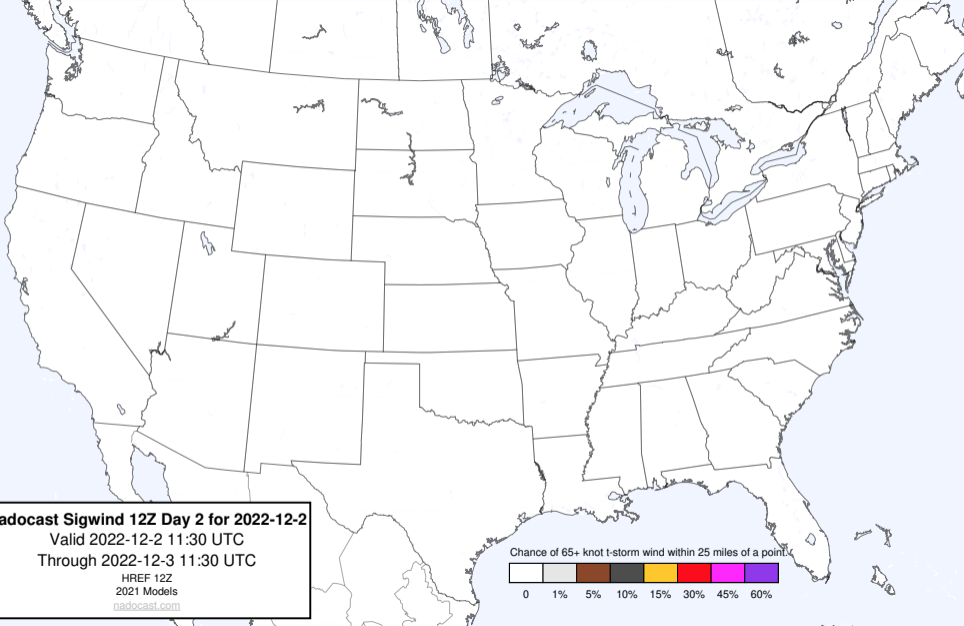 adocast Sigwind 12Z Day 2 for 2022-12-2
Valid 2022-12-2 11:30 UTC
Through 2022-12-3 11:30 UTC
HREF 12Z
2021 Models
nadocast.com
Chance of 65+ knot t-storm wind within 25 miles of a point.
0 1% 5% 10% 15% 30% 45% 60%